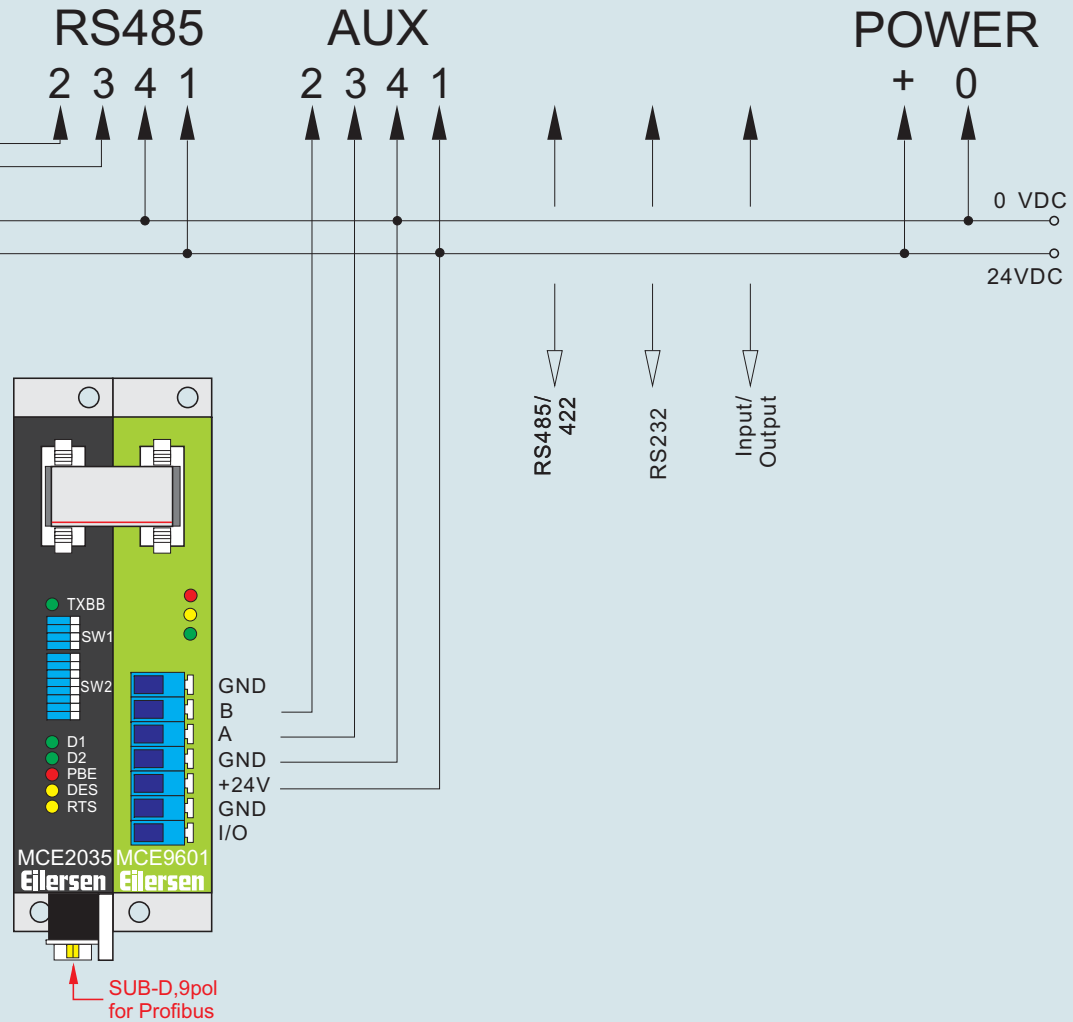 RS485 AUX POWER
2 3 4 1 2 3 4 1 + 0
0 VDC
24VDC
RS485/
422
RS232
Input/
Output
TXBB
SW1
SW2
D1
D2
PBE
DES
RTS
GND
B
A
GND
+24V
GND
I/O
MCE2035 MCE9601
Eilersen Eilersen
SUB-D,9pol
for Profibus